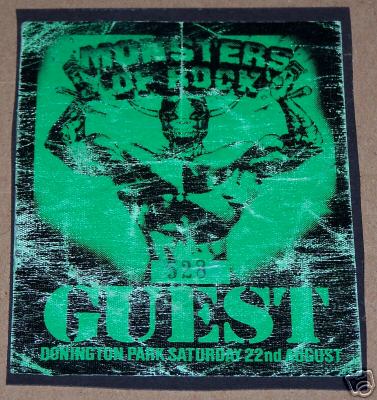 MONSTERS
OF ROCK
328
GUEST
DONINGTON PARK SATURDAY 22nd AUGUST